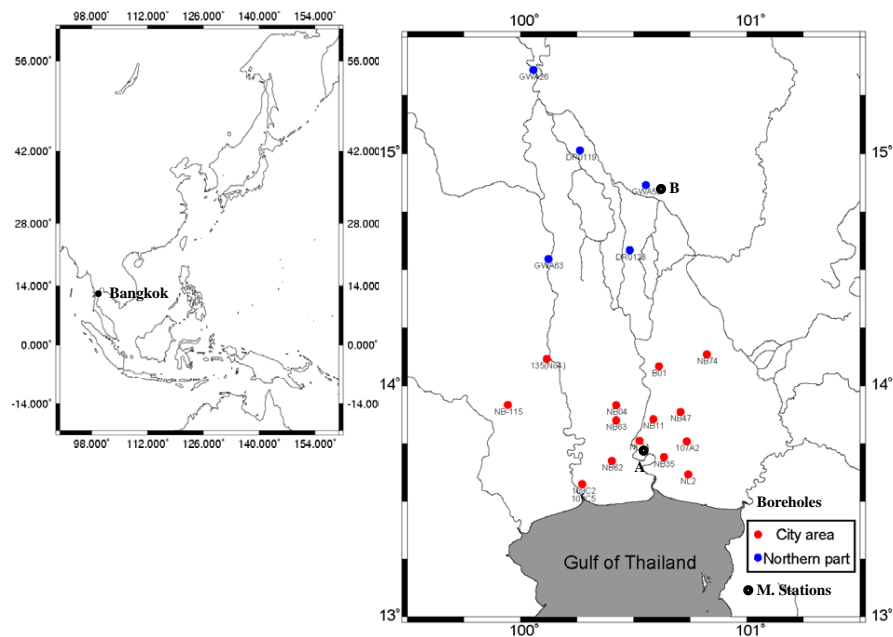 98.000° 112.000° 126.000° 140.000° 154.000°
56.000° 56.000°
42.000° 42.000°
28.000° 28.000°
14.000° 14.000°
Bangkok
0.000° 0.000°
-14.000° -14.000°
98.000° 112.000° 126.000° 140.000° 154.000°
100° 101°
GWA26
15° 15°
DR0119
B
DR0128
GWA63
NB74
135(N64)
B01
14° 14°
NB-115
NB04
NB47
NB63
NB11
107A2
NB82
NB35
A
NL2
109C2
Boreholes
City area
Northern part
Gulf of Thailand
M. Stations
13° 13°
100° 101°